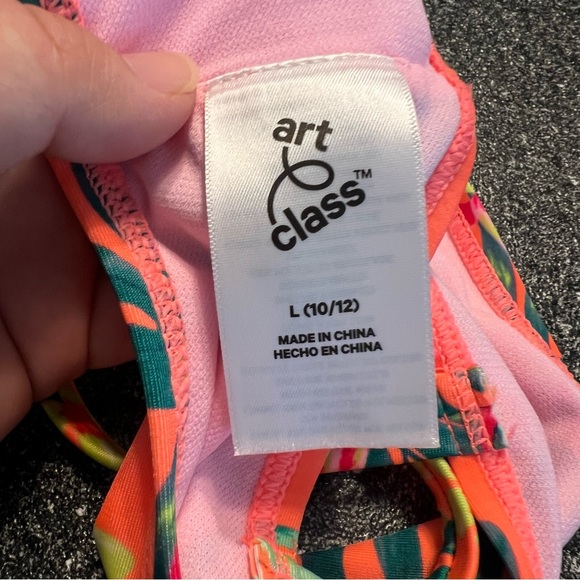 art
class™
L (10/12)
MADE IN CHINA
HECHO EN CHINA